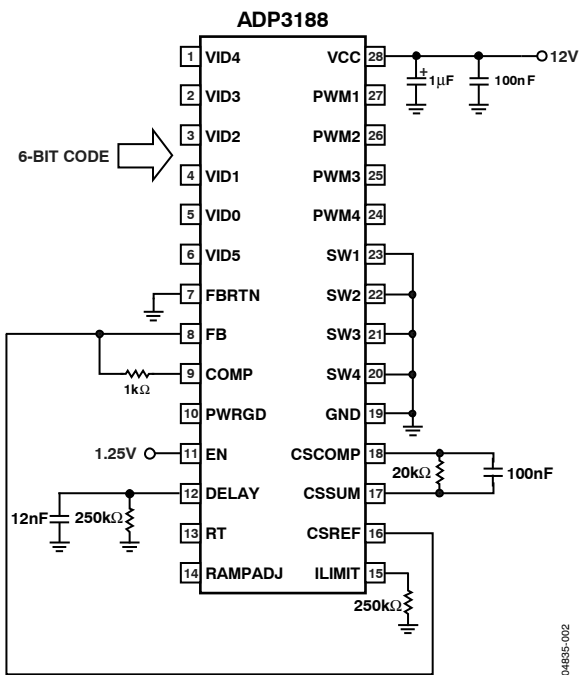 ADP3188
1 VID4 VCC 28 12V
+ 1μF 100nF
2 VID3 PWM1 27
3 VID2 PWM2 26
6-BIT CODE
4 VID1 PWM3 25
5 VID0 PWM4 24
6 VID5 SW1 23
7 FBRTN SW2 22
8 FB SW3 21
9 COMP SW4 20
1kΩ
10 PWRGD GND 19
1.25V 11 EN CSCOMP 18
20kΩ 100nF
12 DELAY CSSUM 17
12nF 250kΩ
13 RT CSREF 16
14 RAMPADJ ILIMIT 15
250kΩ
04835-002